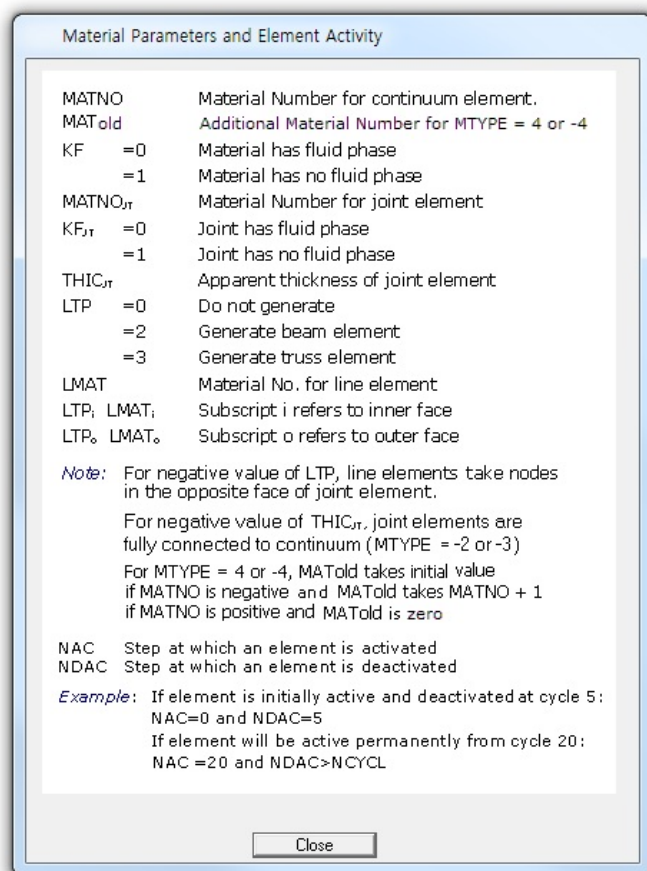 Material Parameters and Element Activity
MATNO Material Number for continuum element.
MATold Additional Material Number for MTYPE = 4 or -4
KF =0 Material has fluid phase
=1 Material has no fluid phase
MATNOJT Material Number for joint element
KFJT =0 Joint has fluid phase
=1 Joint has no fluid phase
THICJT Apparent thickness of joint element
LTP =0 Do not generate
=2 Generate beam element
=3 Generate truss element
LMAT Material No. for line element
LTPi LMATi Subscript i refers to inner face
LTPo LMATo Subscript o refers to outer face
Note: For negative value of LTP, line elements take nodes
in the opposite face of joint element.
For negative value of THICJT, joint elements are
fully connected to continuum (MTYPE = -2 or -3)
For MTYPE = 4 or -4, MATold takes initial value
if MATNO is negative and MATold takes MATNO + 1
if MATNO is positive and MATold is zero
NAC Step at which an element is activated
NDAC Step at which an element is deactivated
Example: If element is initially active and deactivated at cycle 5:
NAC=0 and NDAC=5
If element will be active permanently from cycle 20:
NAC =20 and NDAC>NCYCL
Close